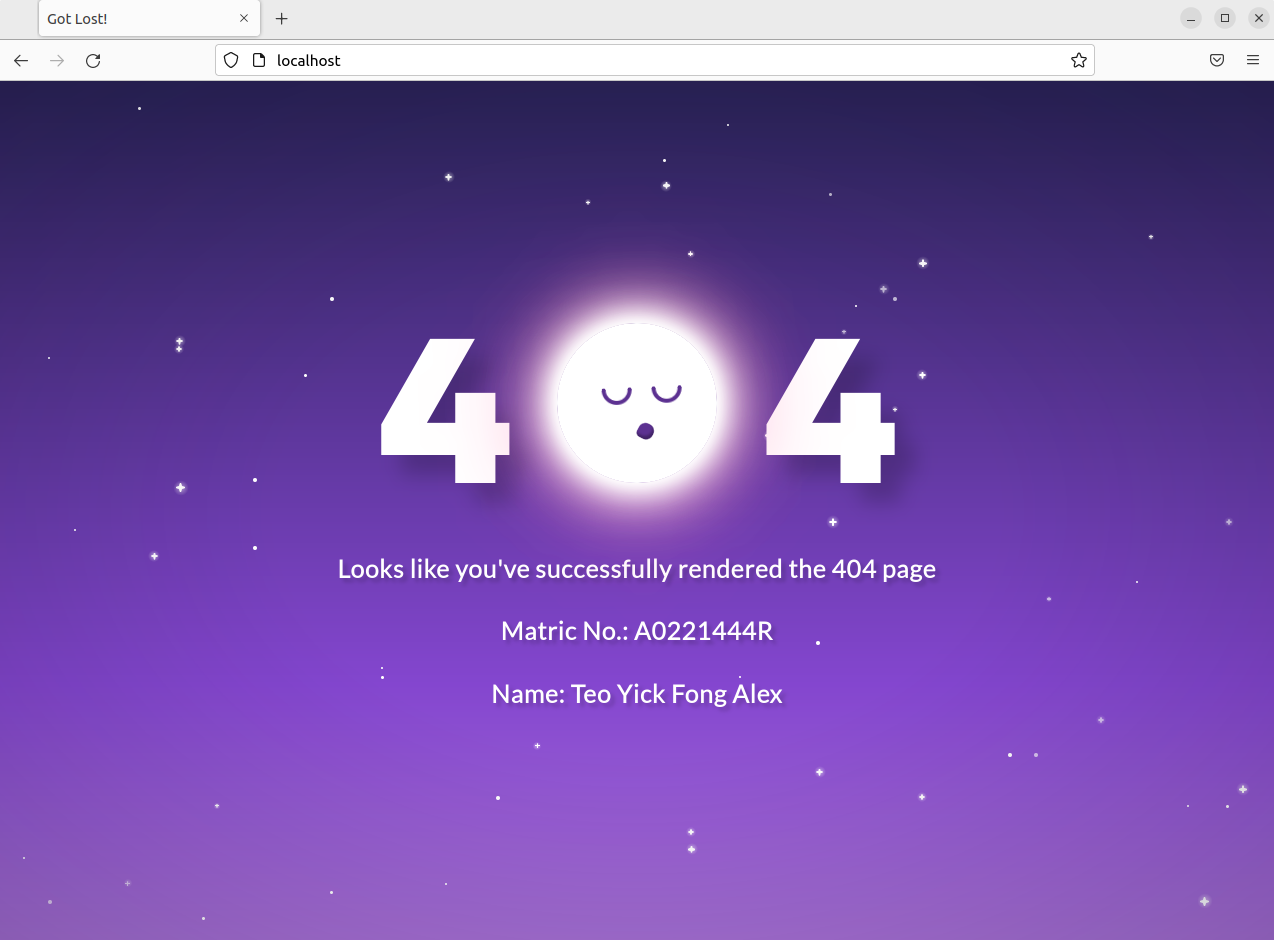 Got Lost!
localhost
4 4
Looks like you've successfully rendered the 404 page
Matric No.: A0221444R
Name: Teo Yick Fong Alex